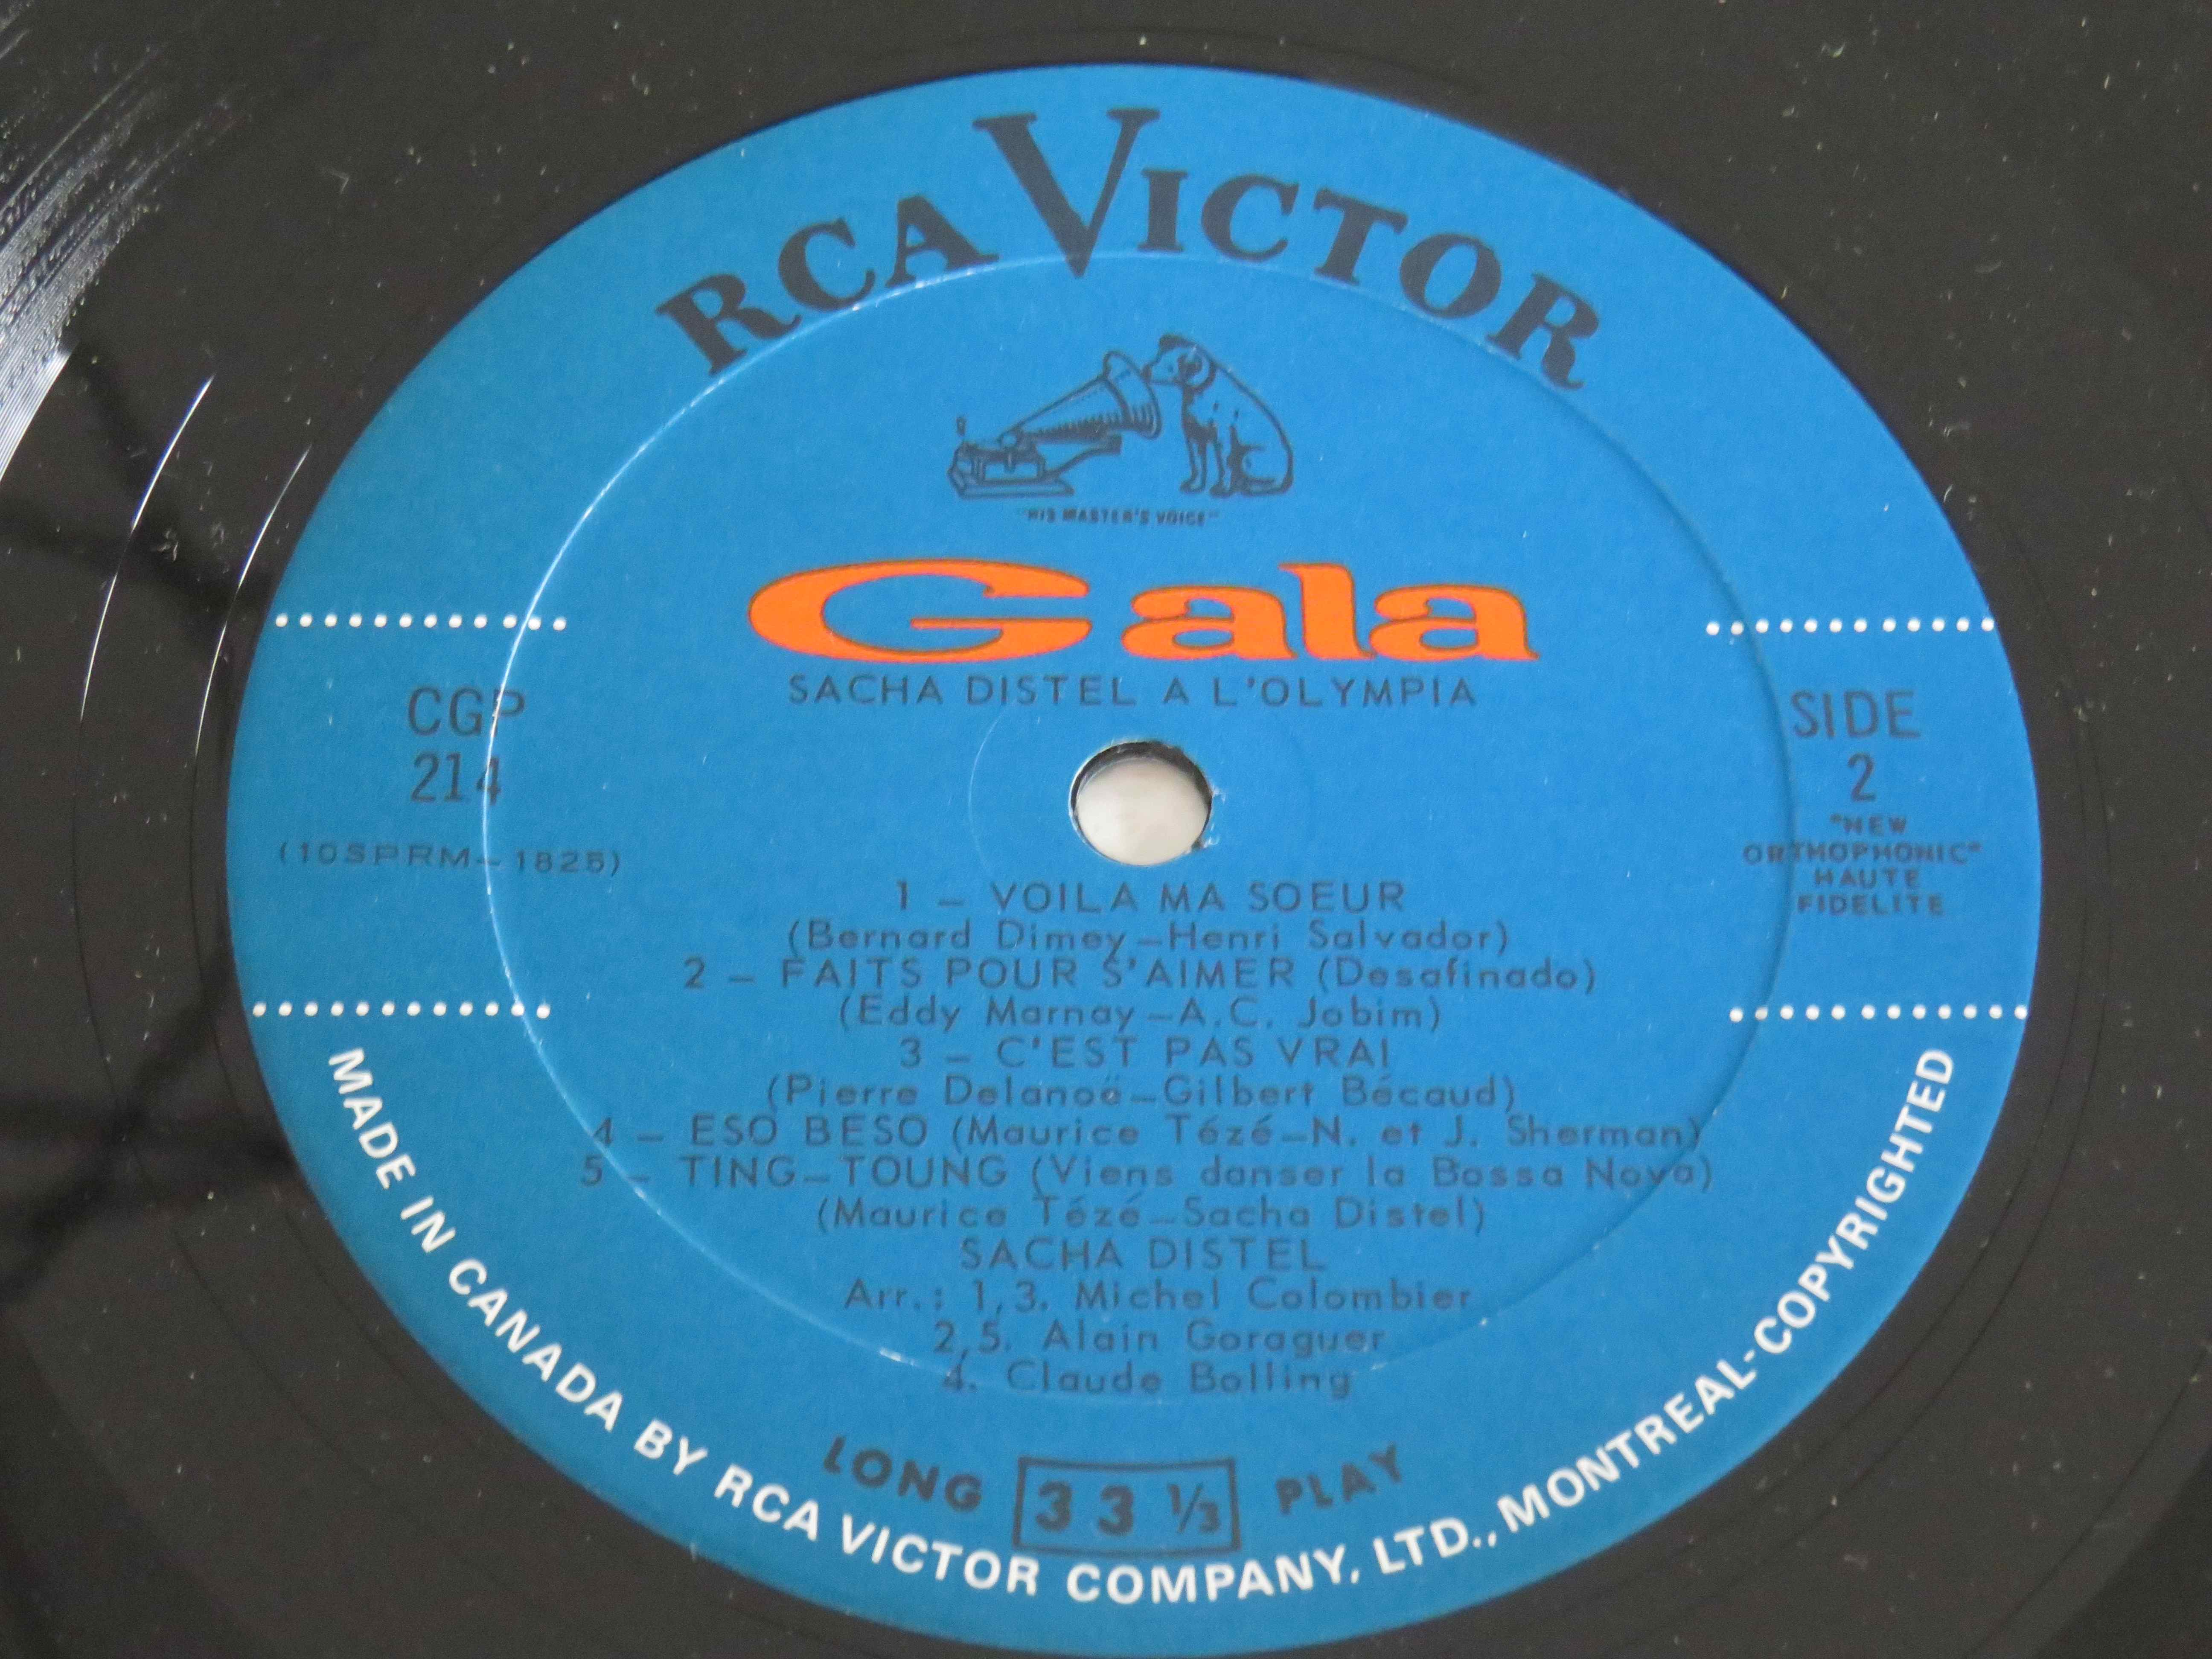 RCA VICTOR
"HIS MASTER'S VOICE"
Gala
SACHA DISTEL A L'OLYMPIA
CGP
214
(10SPRM-1825)
SIDE
2
"NEW
ORTHOPHONIC"
HAUTE
FIDELITE
1 - VOILA MA SOEUR
(Bernard Dimey-Henri Salvador)
2 - FAITS POUR S'AIMER (Desafinado)
(Eddy Marnay-A.C. Jobim)
3 - C'EST PAS VRAI
(Pierre Delanoë-Gilbert Bécaud)
4 - ESO BESO (Maurice Tézé-N. et J. Sherman)
5 - TING-TOUNG (Viens danser la Bossa Nova)
(Maurice Tézé-Sacha Distel)
SACHA DISTEL
Arr.: 1,3. Michel Colombier
2,5. Alain Goraguer
4. Claude Bolling
LONG 33 1/3 PLAY
MADE IN CANADA BY RCA VICTOR COMPANY, LTD., MONTREAL-COPYRIGHTED